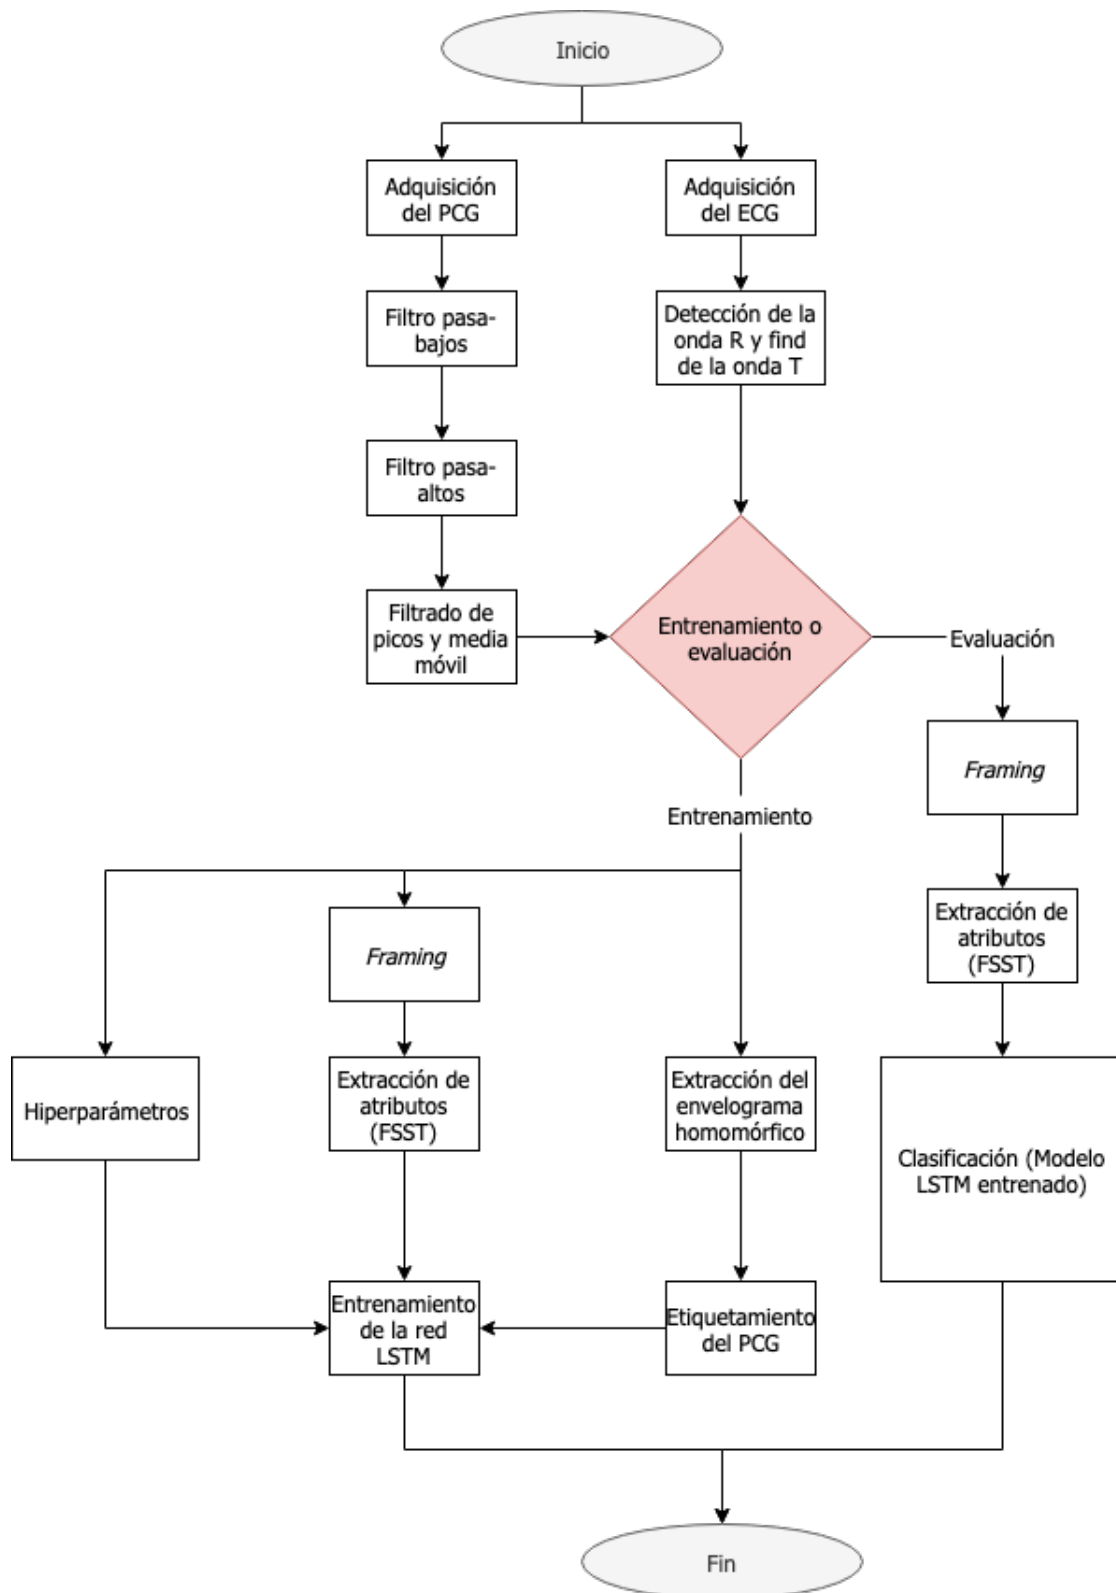 Inicio
Adquisición
del PCG
Adquisición
del ECG
Filtro pasa-
bajos
Detección de la
onda R y find
de la onda T
Filtro pasa-
altos
Filtrado de
picos y media
móvil
Entrenamiento o
evaluación
Evaluación
Framing
Entrenamiento
Extracción de
atributos
(FSST)
Framing
Hiperparámetros
Extracción de
atributos
(FSST)
Extracción del
envelograma
homomórfico
Clasificación (Modelo
LSTM entrenado)
Entrenamiento
de la red
LSTM
Etiquetamiento
del PCG
Fin